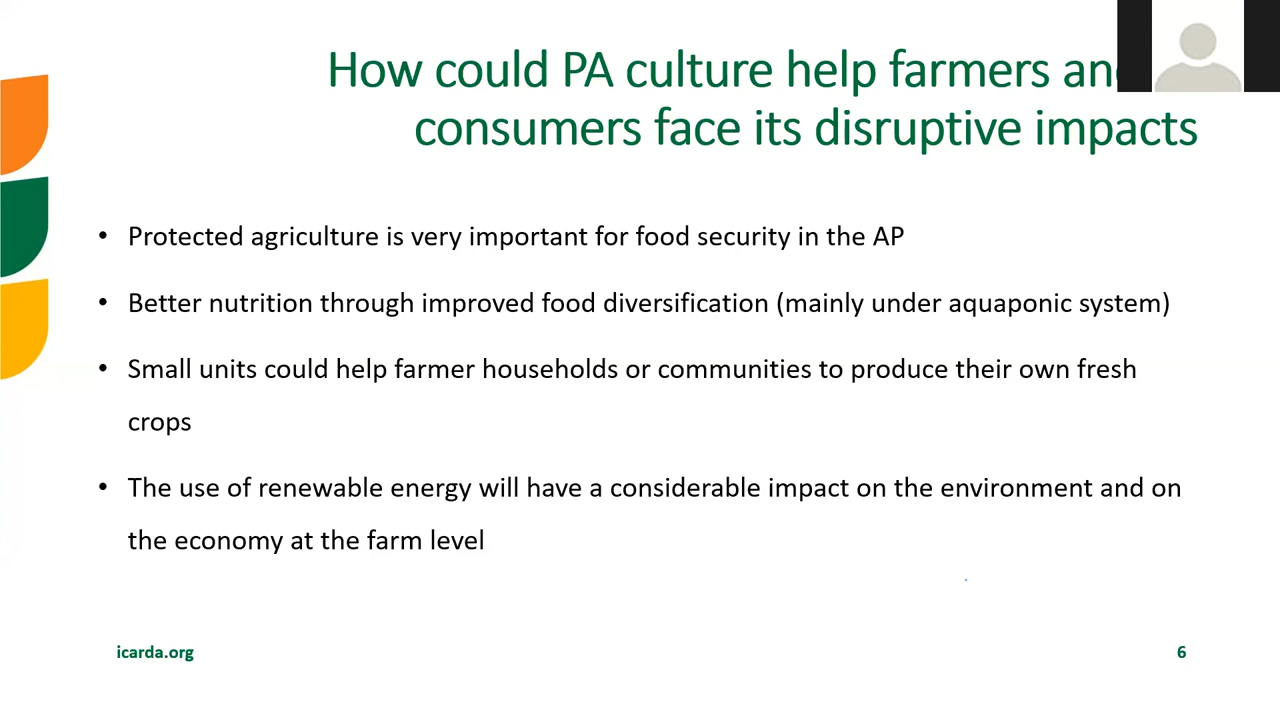 How could PA culture help farmers
consumers face its disruptive impacts
• Protected agriculture is very important for food security in the AP
• Better nutrition through improved food diversification (mainly under aquaponic system)
• Small units could help farmer households or communities to produce their own fresh
crops
• The use of renewable energy will have a considerable impact on the environment and on
the economy at the farm level
icarda.org
6